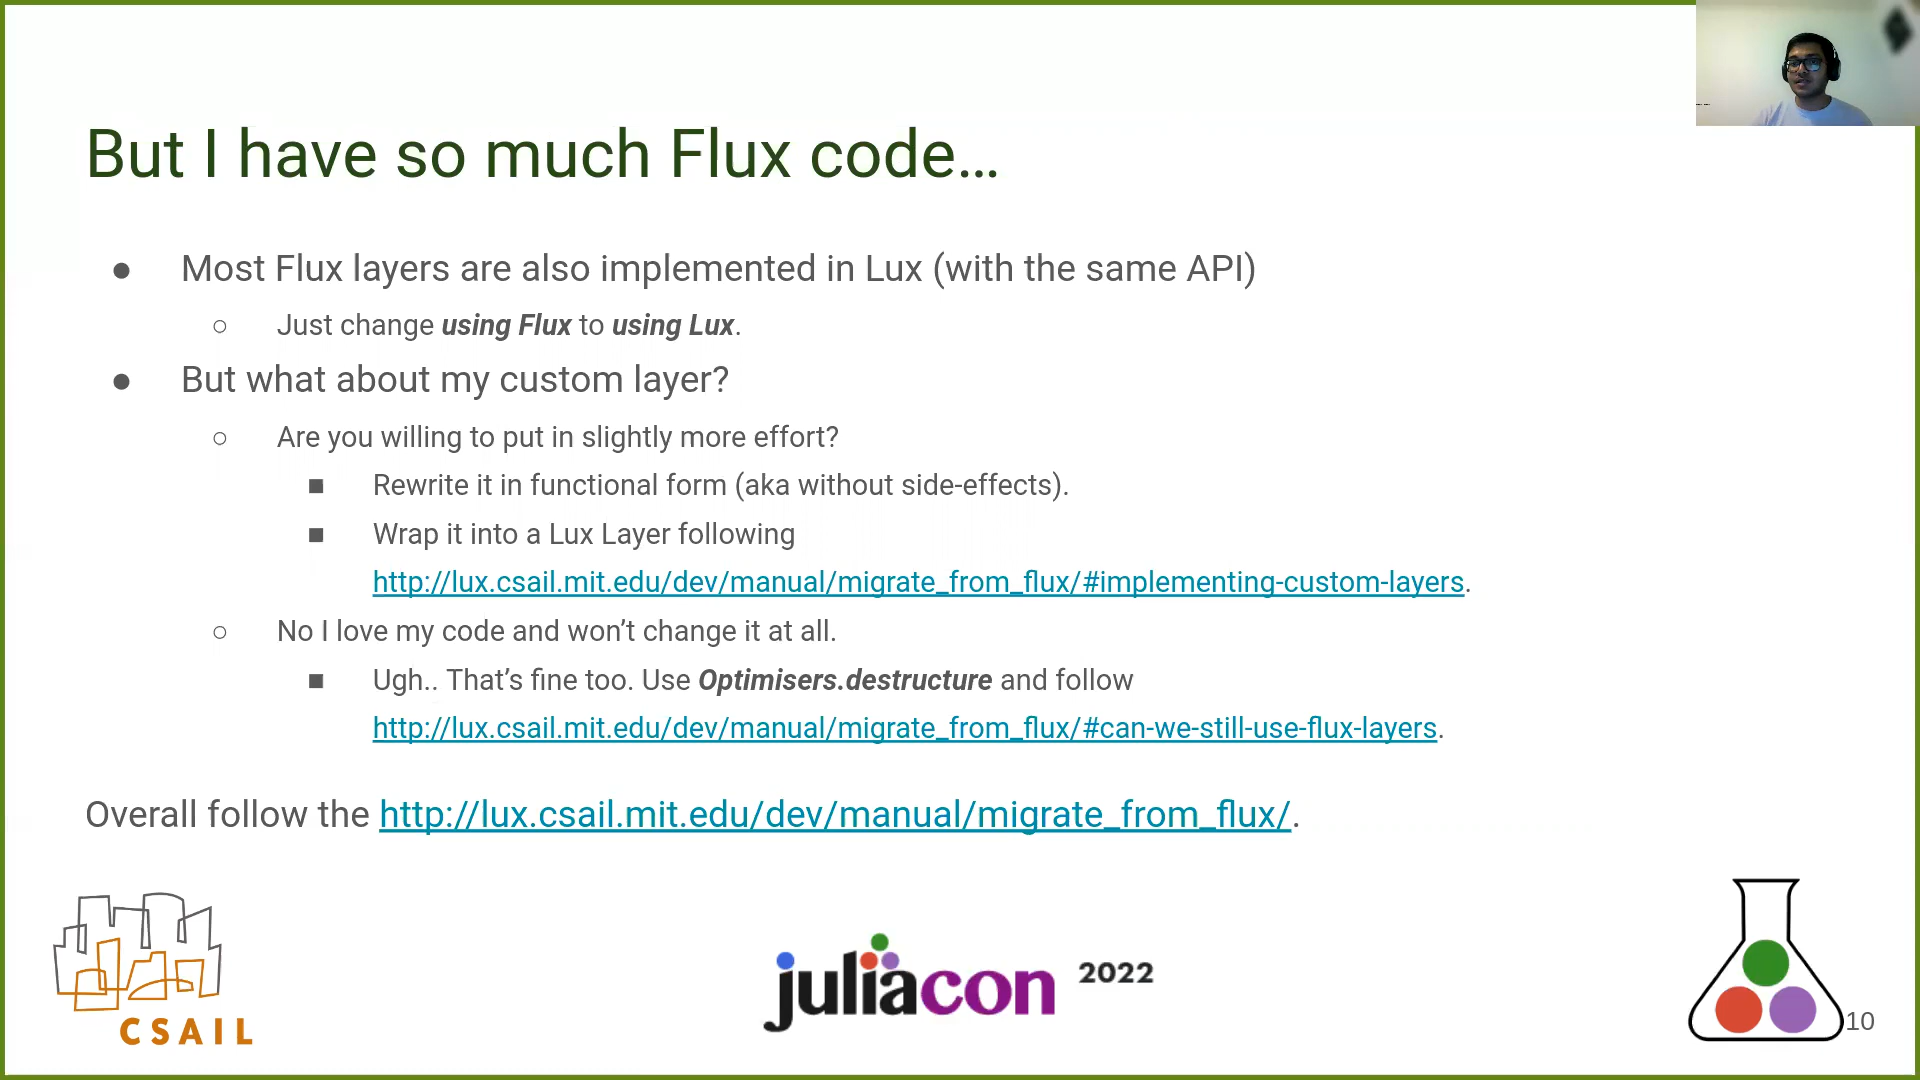 But I have so much Flux code…
● Most Flux layers are also implemented in Lux (with the same API)
○ Just change using Flux to using Lux.
● But what about my custom layer?
○ Are you willing to put in slightly more effort?
■ Rewrite it in functional form (aka without side-effects).
■ Wrap it into a Lux Layer following
http://lux.csail.mit.edu/dev/manual/migrate_from_flux/#implementing-custom-layers.
○ No I love my code and won’t change it at all.
■ Ugh.. That’s fine too. Use Optimisers.destructure and follow
http://lux.csail.mit.edu/dev/manual/migrate_from_flux/#can-we-still-use-flux-layers.
Overall follow the http://lux.csail.mit.edu/dev/manual/migrate_from_flux/.
CSAIL
juliacon 2022
10